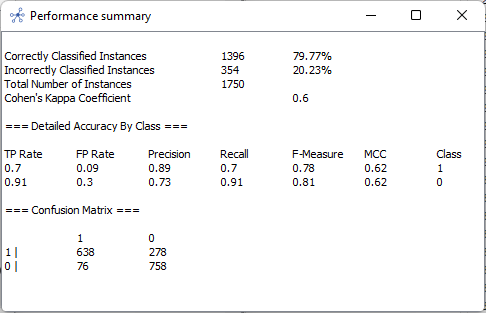 Performance summary
Correctly Classified Instances 1396 79.77%
Incorrectly Classified Instances 354 20.23%
Total Number of Instances 1750
Cohen's Kappa Coefficient 0.6
=== Detailed Accuracy By Class ===
TP Rate FP Rate Precision Recall F-Measure MCC Class
0.7 0.09 0.89 0.7 0.78 0.62 1
0.91 0.3 0.73 0.91 0.81 0.62 0
=== Confusion Matrix ===
1 0
1 | 638 278
0 | 76 758